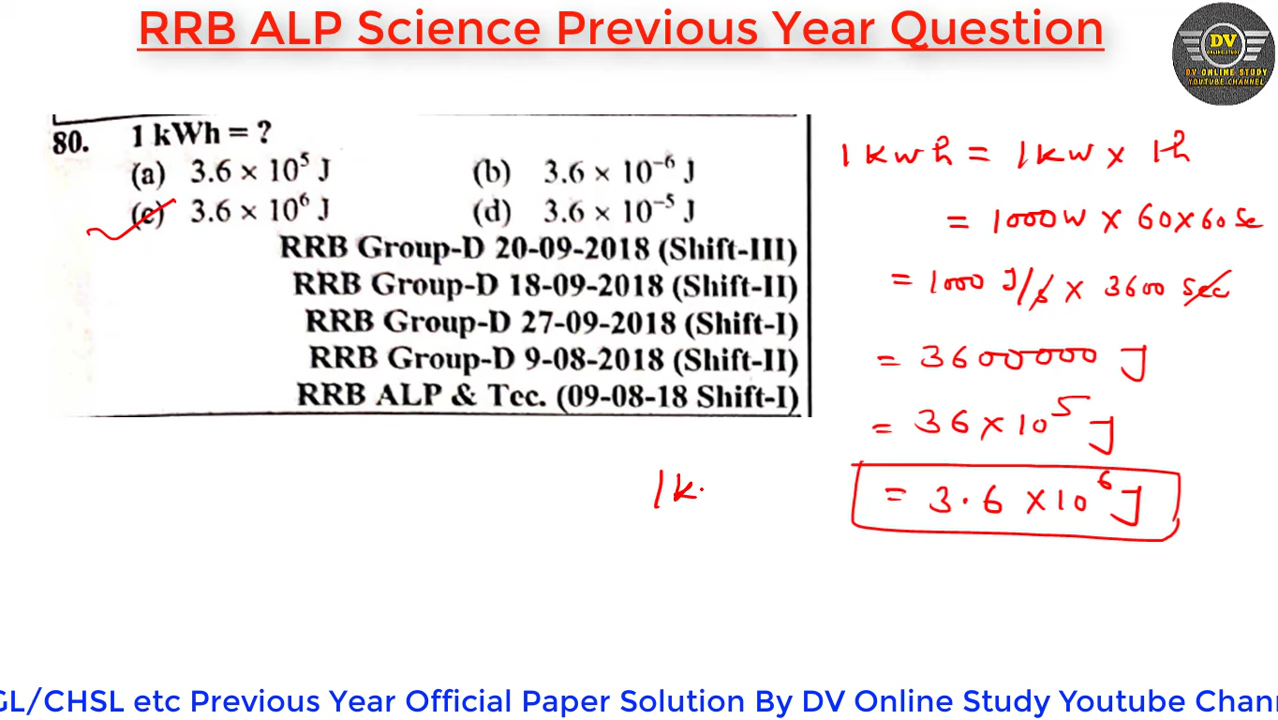 RRB ALP Science Previous Year Question
DV
ONLINE STUDY
DV ONLINE STUDY
YOUTUBE CHANNEL
80. 1 kWh = ?
(a) 3.6 × 10⁵ J (b) 3.6 × 10⁻⁶ J
(c) 3.6 × 10⁶ J (d) 3.6 × 10⁻⁵ J
RRB Group-D 20-09-2018 (Shift-III)
RRB Group-D 18-09-2018 (Shift-II)
RRB Group-D 27-09-2018 (Shift-I)
RRB Group-D 9-08-2018 (Shift-II)
RRB ALP & Tec. (09-08-18 Shift-I)
1 kwh = 1kw × 1h
= 1000 W × 60×60 Se
= 1000 J/s × 3600 sec
= 3600000 J
= 36×10⁵ J
= 3.6 ×10⁶ J
1k.
GL/CHSL etc Previous Year Official Paper Solution By DV Online Study Youtube Chann